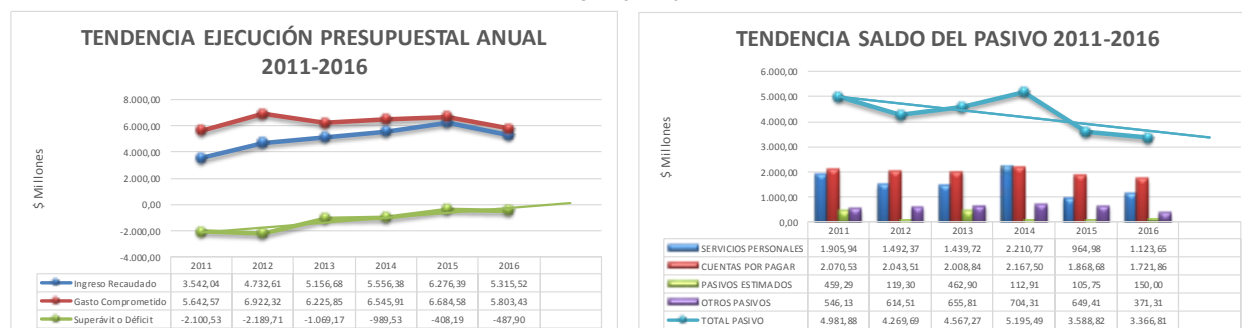 TENDENCIA EJECUCIÓN PRESUPUESTAL ANUAL
2011-2016
$ Millones
8.000,00
6.000,00
4.000,00
2.000,00
0,00
-2.000,00
-4.000,00
2011 2012 2013 2014 2015 2016
Ingreso Recaudado 3.542,04 4.732,61 5.156,68 5.556,38 6.276,39 5.315,52
Gasto Comprometido 5.642,57 6.922,32 6.225,85 6.545,91 6.684,58 5.803,43
Superávit o Déficit -2.100,53 -2.189,71 -1.069,17 -989,53 -408,19 -487,90
TENDENCIA SALDO DEL PASIVO 2011-2016
$ Millones
6.000,00
5.000,00
4.000,00
3.000,00
2.000,00
1.000,00
0,00
2011 2012 2013 2014 2015 2016
SERVICIOS PERSONALES 1.905,94 1.492,37 1.439,72 2.210,77 964,98 1.123,65
CUENTAS POR PAGAR 2.070,53 2.043,51 2.008,84 2.167,50 1.868,68 1.721,86
PASIVOS ESTIMADOS 459,29 119,30 462,90 112,91 105,75 150,00
OTROS PASIVOS 546,13 614,51 655,81 704,31 649,41 371,31
TOTAL PASIVO 4.981,88 4.269,69 4.567,27 5.195,49 3.588,82 3.366,81